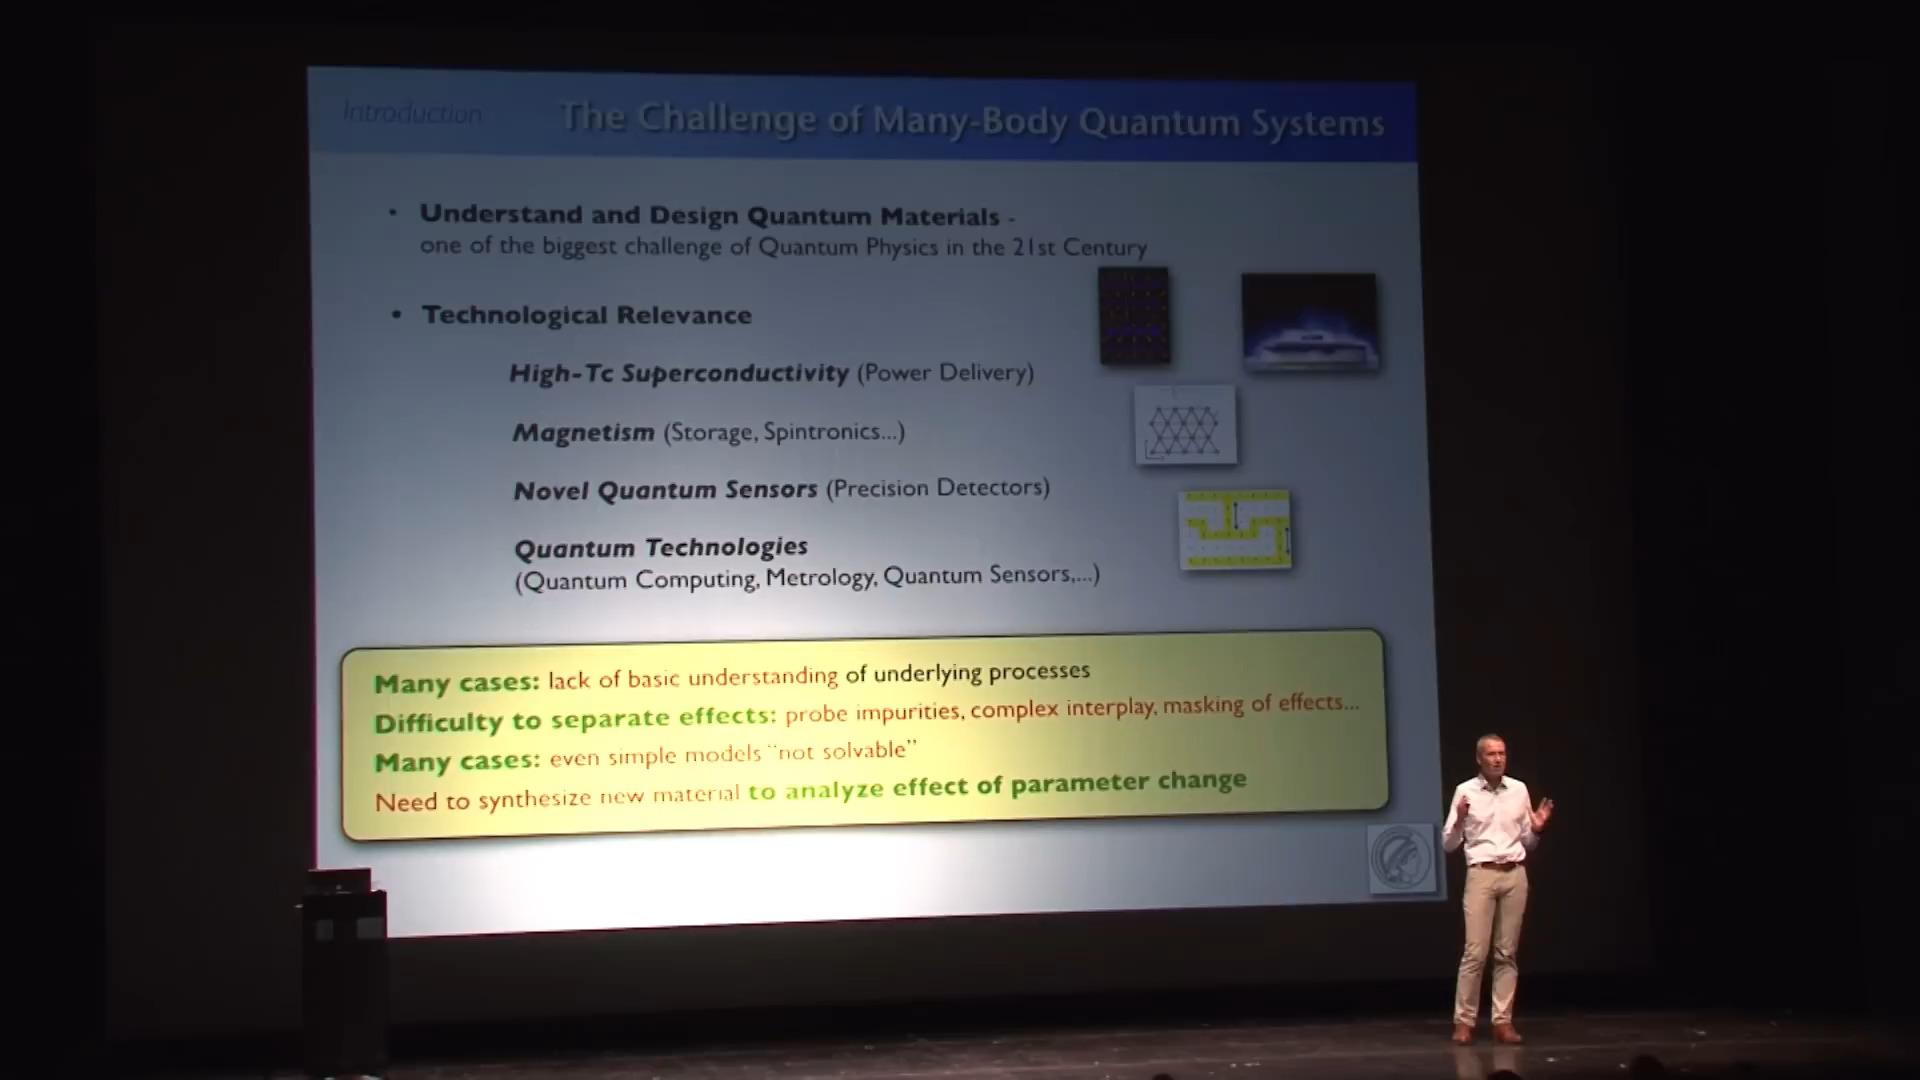 Introduction
The Challenge of Many-Body Quantum Systems
• Understand and Design Quantum Materials -
one of the biggest challenge of Quantum Physics in the 21st Century
• Technological Relevance
High-Tc Superconductivity (Power Delivery)
Magnetism (Storage, Spintronics...)
Novel Quantum Sensors (Precision Detectors)
Quantum Technologies
(Quantum Computing, Metrology, Quantum Sensors,...)
Many cases: lack of basic understanding of underlying processes
Difficulty to separate effects: probe impurities, complex interplay, masking of effects...
Many cases: even simple models “not solvable”
Need to synthesize new material to analyze effect of parameter change